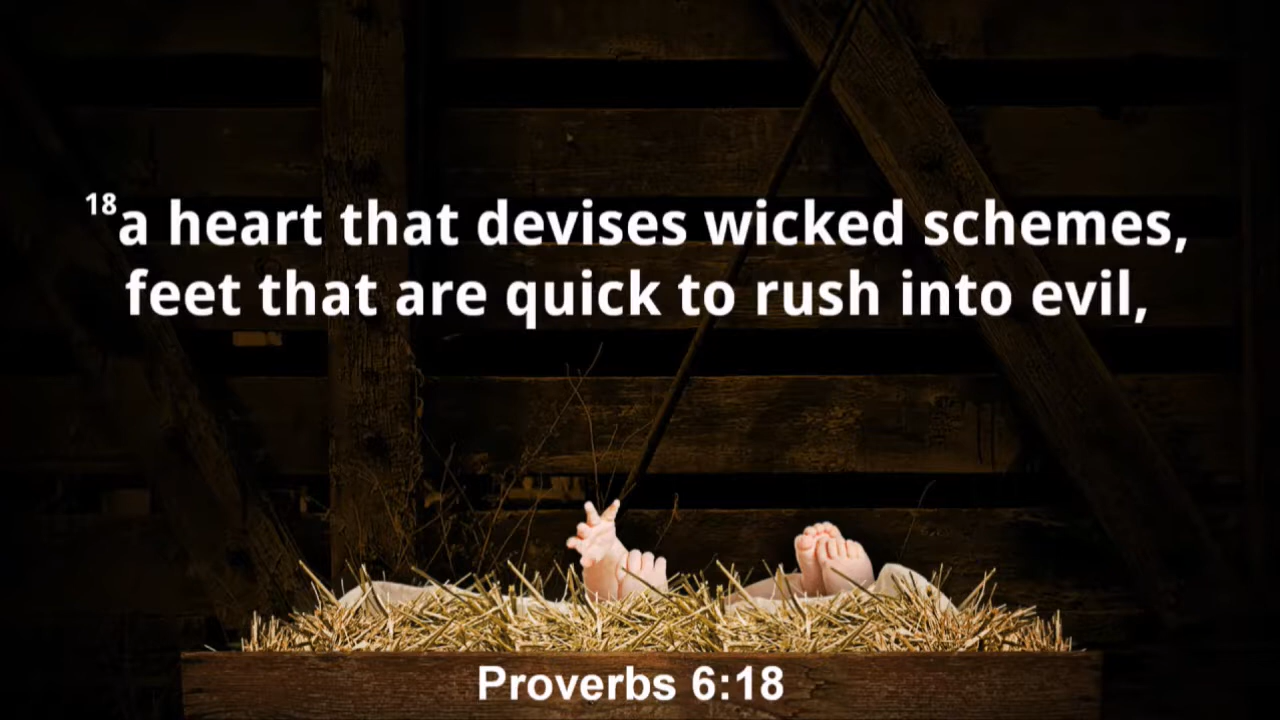 18a heart that devises wicked schemes,
feet that are quick to rush into evil,
Proverbs 6:18